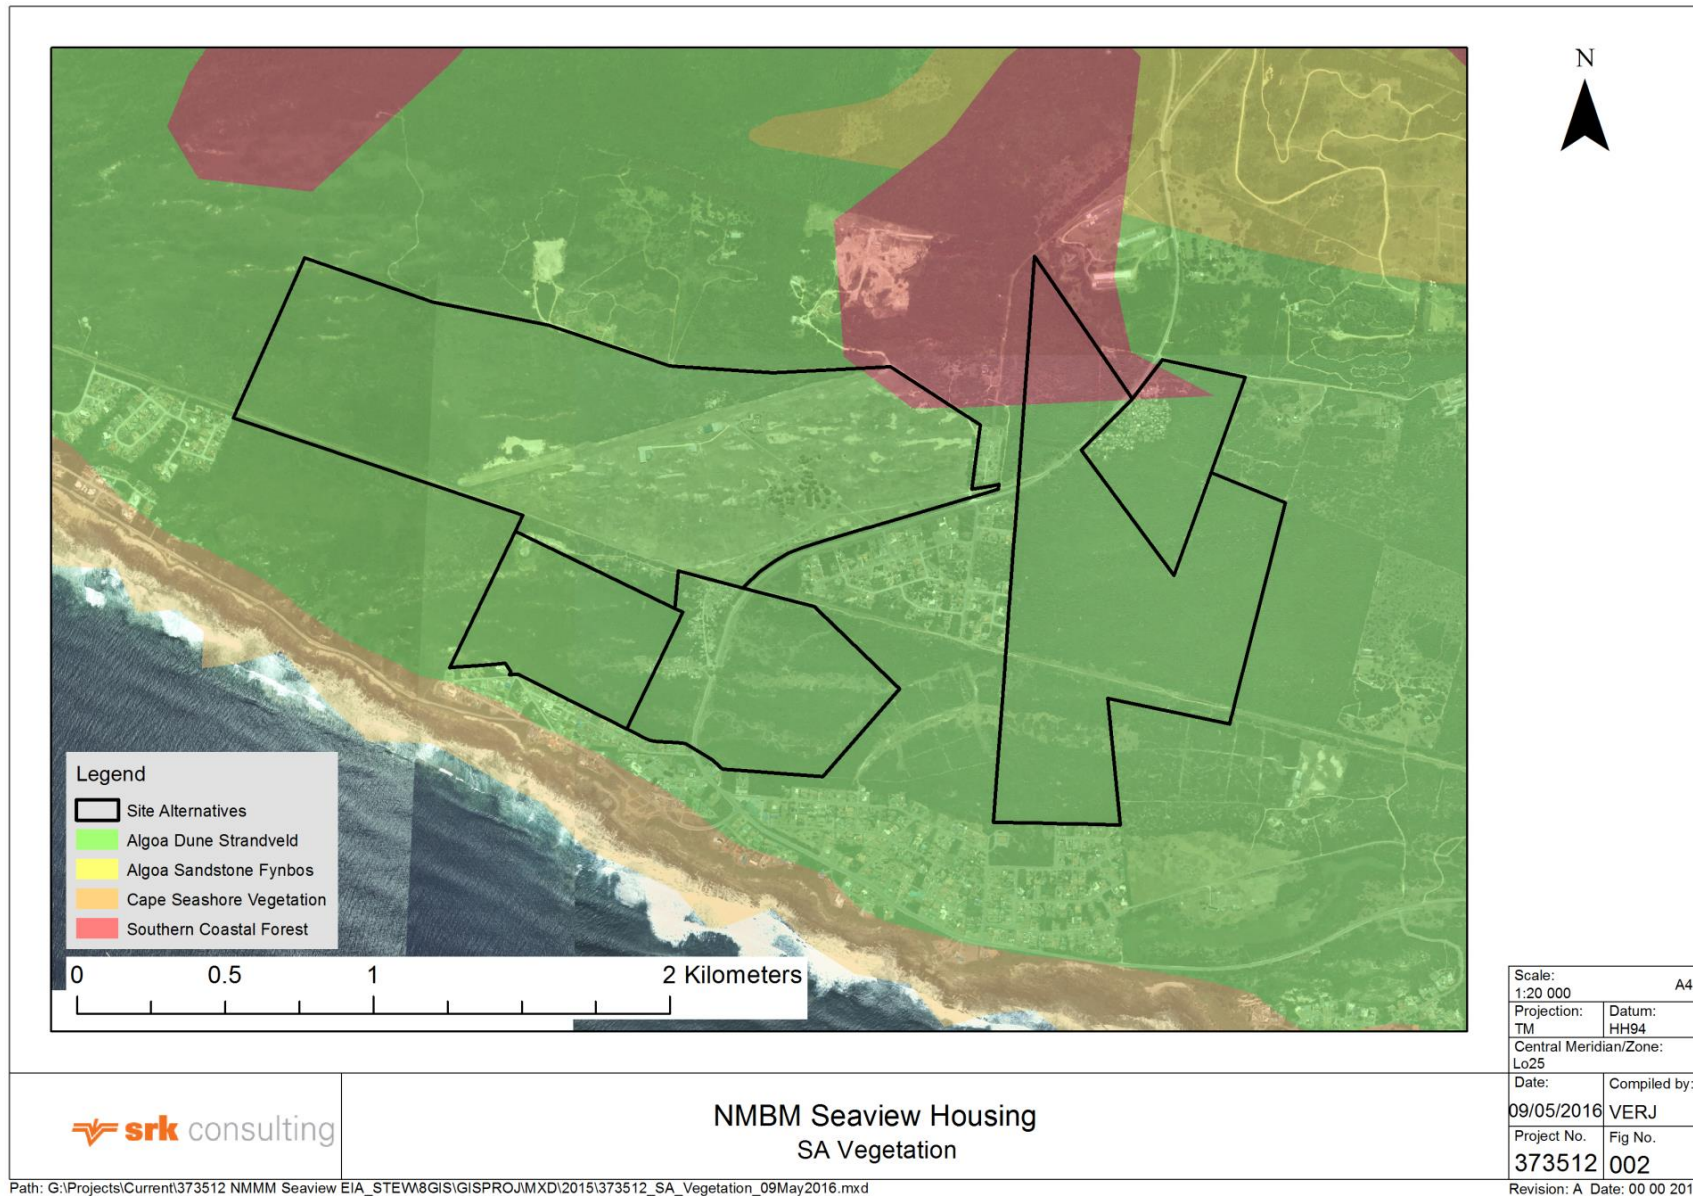 N
Legend
Site Alternatives
Algoa Dune Strandveld
Algoa Sandstone Fynbos
Cape Seashore Vegetation
Southern Coastal Forest
0 0.5 1 2 Kilometers
Scale:
1:20 000 A4
Projection: Datum:
TM HH94
Central Meridian/Zone:
Lo25
Date: Compiled by:
09/05/2016 VERJ
Project No. Fig No.
373512 002
srk consulting
NMBM Seaview Housing
SA Vegetation
Path: G:\Projects\Current\373512 NMMM Seaview EIA_STEW\8GIS\GISPROJ\MXD\2015\373512_SA_Vegetation_09May2016.mxd
Revision: A Date: 00 00 201